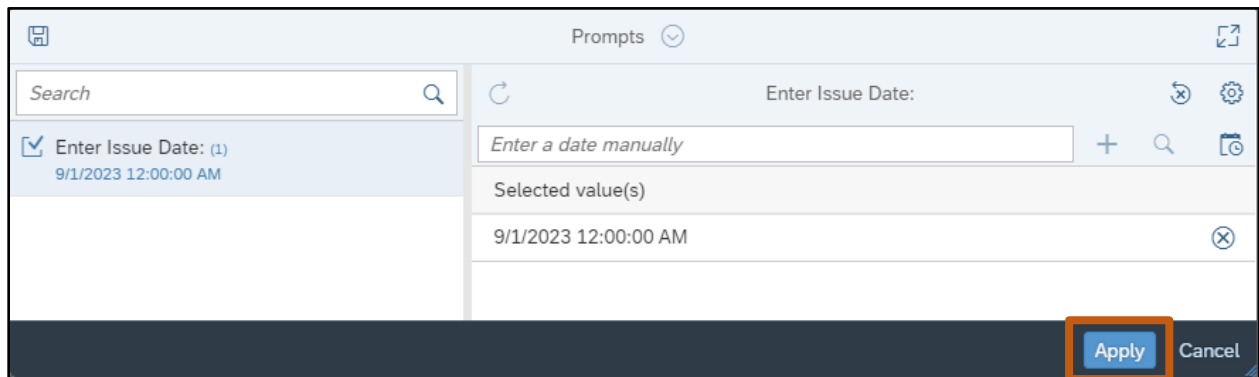 Prompts
Search
Enter Issue Date: (1)
9/1/2023 12:00:00 AM
Enter Issue Date:
Enter a date manually
Selected value(s)
9/1/2023 12:00:00 AM
Apply Cancel